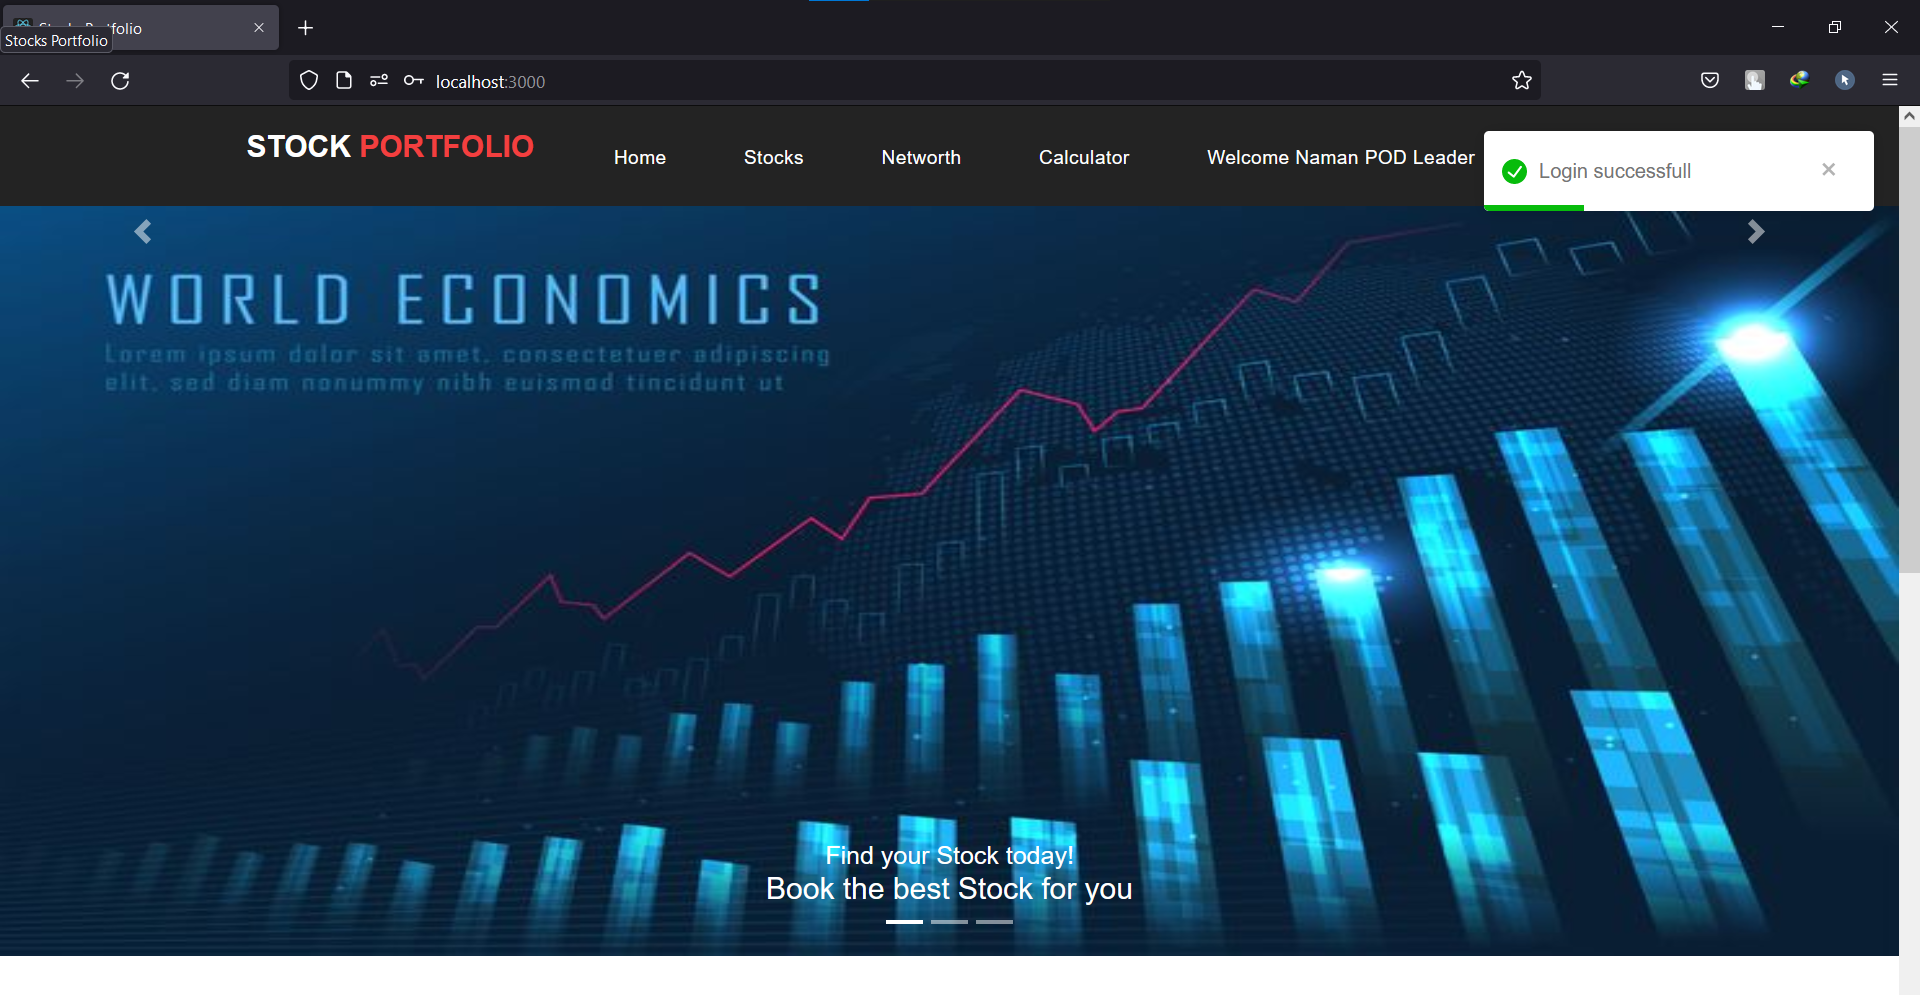 Stocks Portfolio
Stocks Portfolio
localhost:3000
STOCK PORTFOLIO
Home
Stocks
Networth
Calculator
Welcome Naman POD Leader
Login successfull
WORLD ECONOMICS
Lorem ipsum dolor sit amet, consectetuer adipiscing
elit, sed diam nonummy nibh euismod tincidunt ut
Find your Stock today!
Book the best Stock for you